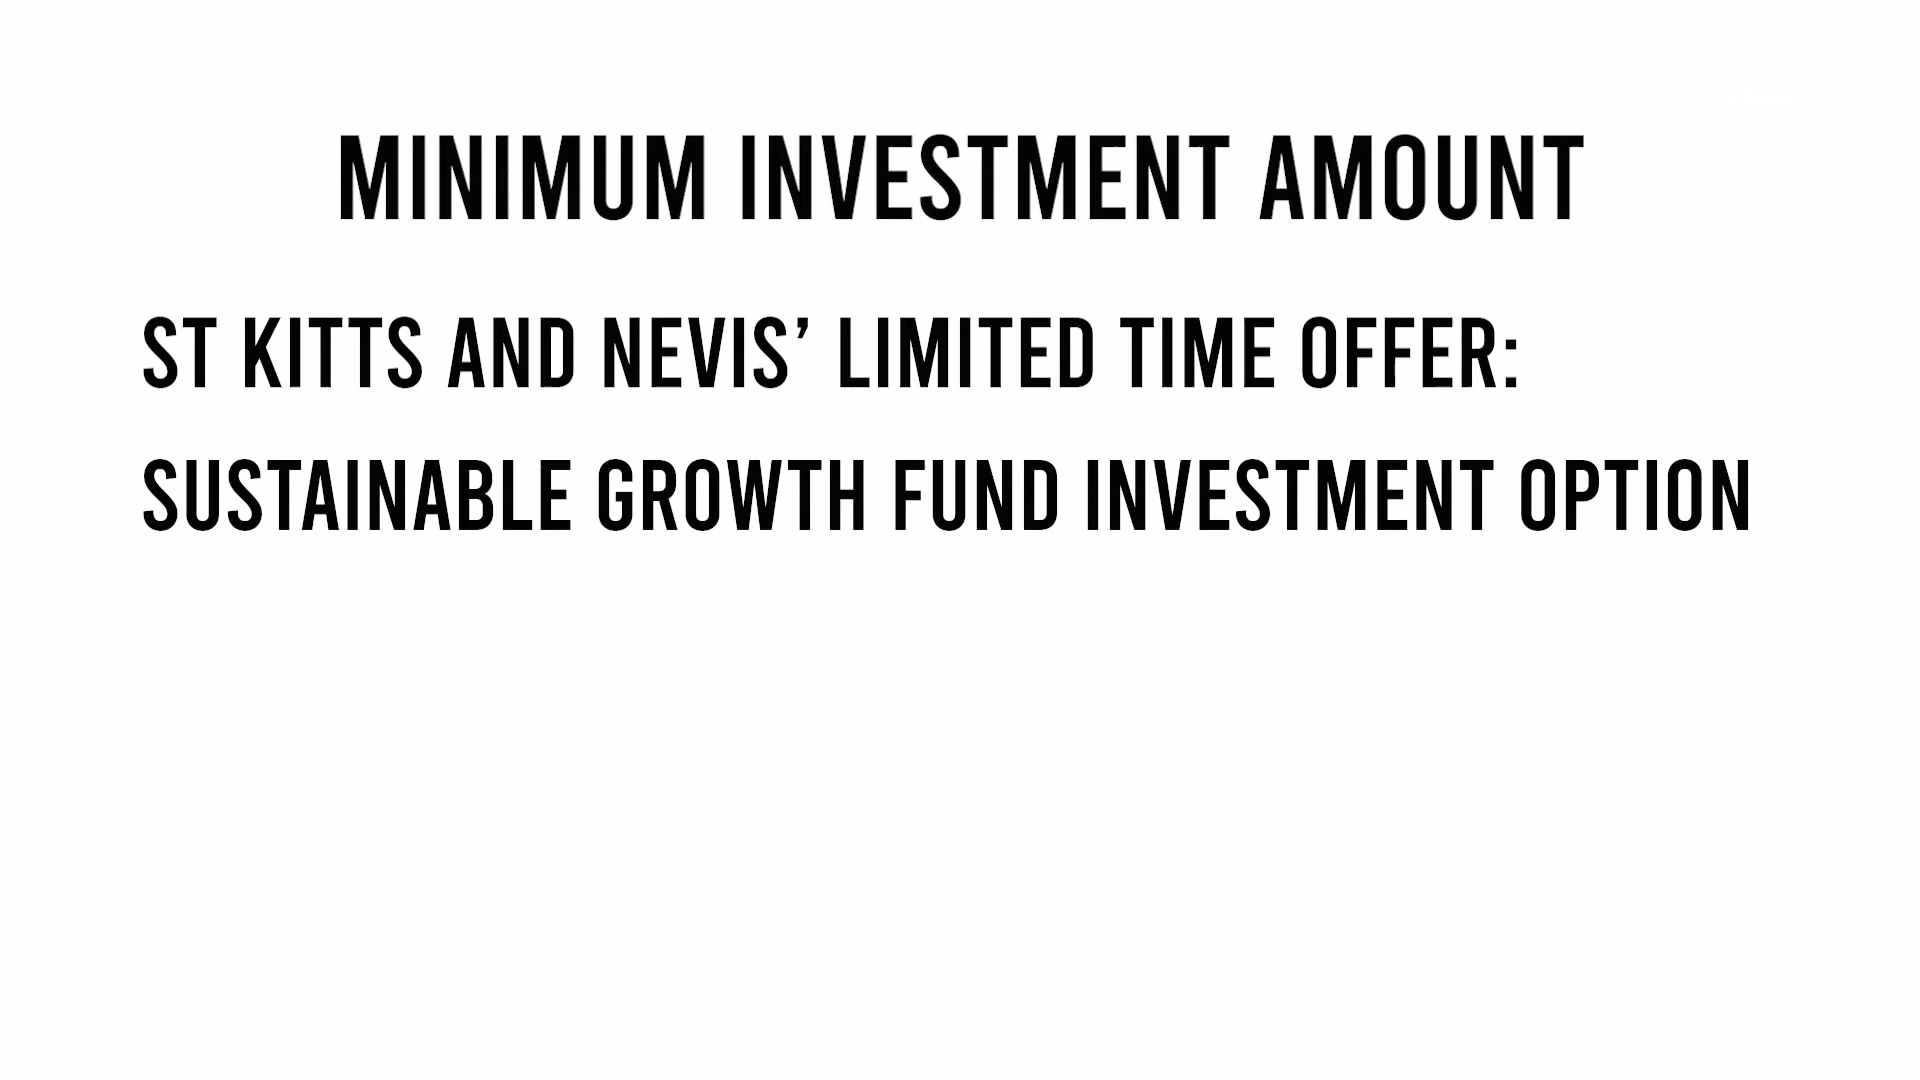 MINIMUM INVESTMENT AMOUNT
ST KITTS AND NEVIS’ LIMITED TIME OFFER:
SUSTAINABLE GROWTH FUND INVESTMENT OPTION